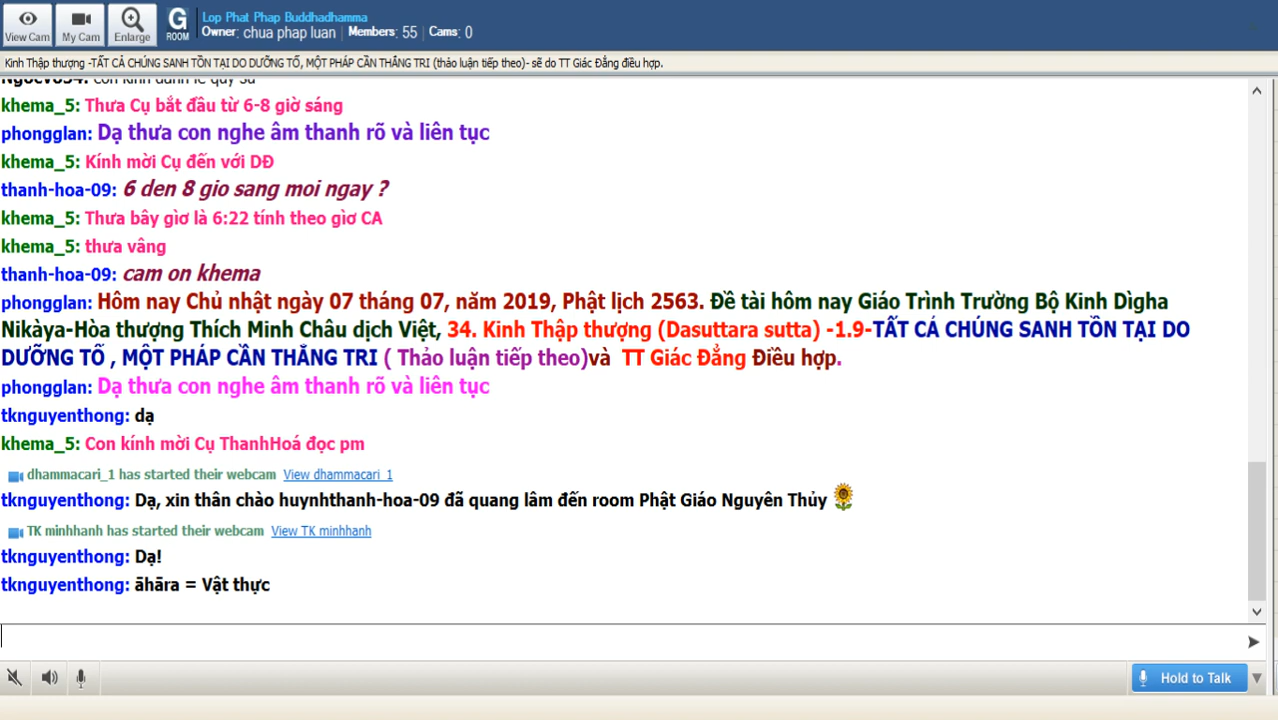 View Cam
My Cam
Enlarge
G
ROOM
Lop Phat Phap Buddhadhamma
Owner: chua phap luan | Members: 55 | Cams: 0
Kinh Thập thượng -TẤT CẢ CHÚNG SANH TỒN TẠI DO DƯỠNG TỐ, MỘT PHÁP CẦN THẮNG TRI (thảo luận tiếp theo)- sẽ do TT Giác Đẳng điều hợp.
khema_5: Thưa Cụ bắt đầu từ 6-8 giờ sáng
phongglan: Dạ thưa con nghe âm thanh rõ và liên tục
khema_5: Kính mời Cụ đến với DĐ
thanh-hoa-09: 6 den 8 gio sang moi ngay ?
khema_5: Thưa bây giơ là 6:22 tính theo giơ CA
khema_5: thưa vâng
thanh-hoa-09: cam on khema
phongglan: Hôm nay Chủ nhật ngày 07 tháng 07, năm 2019, Phật lịch 2563. Đề tài hôm nay Giáo Trình Trường Bộ Kinh Dìgha
Nikàya-Hòa thượng Thích Minh Châu dịch Việt, 34. Kinh Thập thượng (Dasuttara sutta) -1.9-TẤT CẢ CHÚNG SANH TỒN TẠI DO
DƯỠNG TỐ , MỘT PHÁP CẦN THẮNG TRI ( Thảo luận tiếp theo)và TT Giác Đẳng Điều hợp.
phongglan: Dạ thưa con nghe âm thanh rõ và liên tục
tknguyenthong: dạ
khema_5: Con kính mời Cụ ThanhHoá đọc pm
dhammacari_1 has started their webcam View dhammacari_1
tknguyenthong: Dạ, xin thân chào huynhthanh-hoa-09 đã quang lâm đến room Phật Giáo Nguyên Thủy
TK minhhanh has started their webcam View TK minhhanh
tknguyenthong: Dạ!
tknguyenthong: āhāra = Vật thực
Hold to Talk